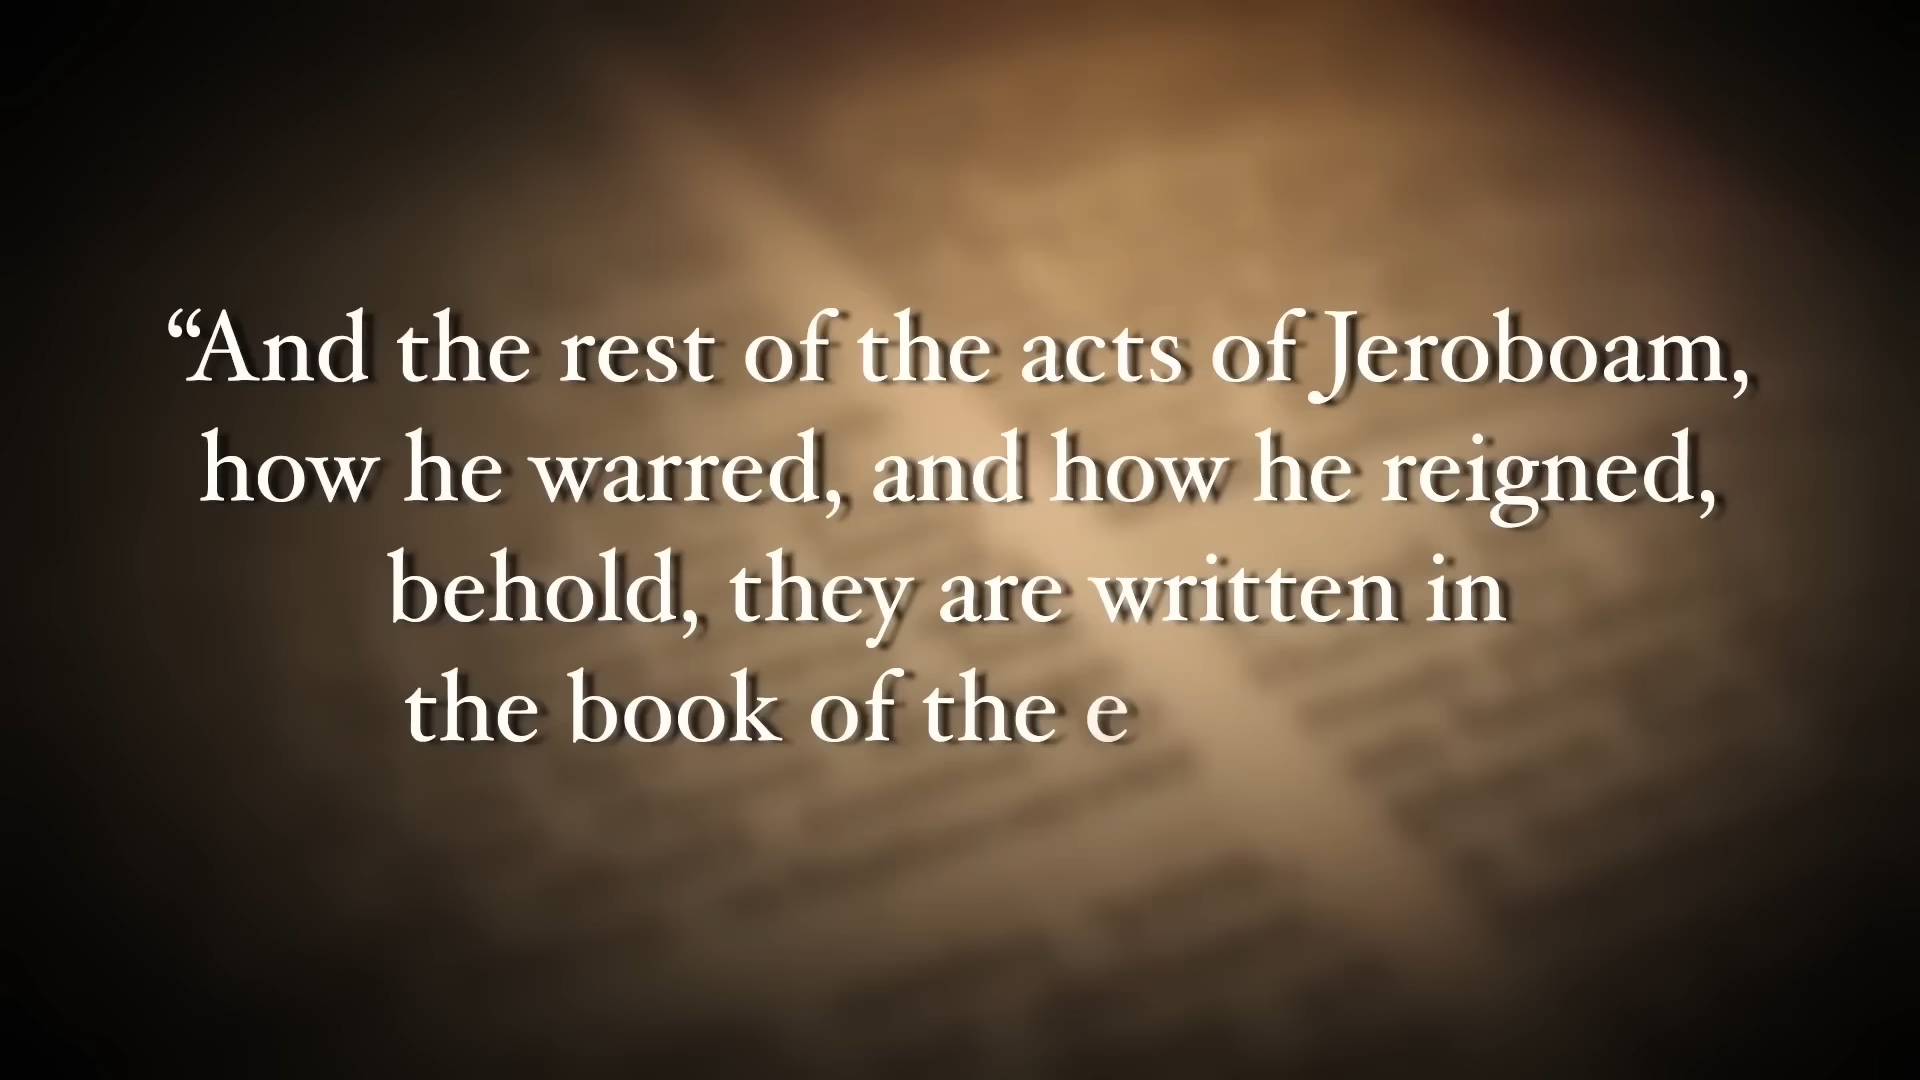 “And the rest of the acts of Jeroboam,
how he warred, and how he reigned,
behold, they are written in
the book of the e